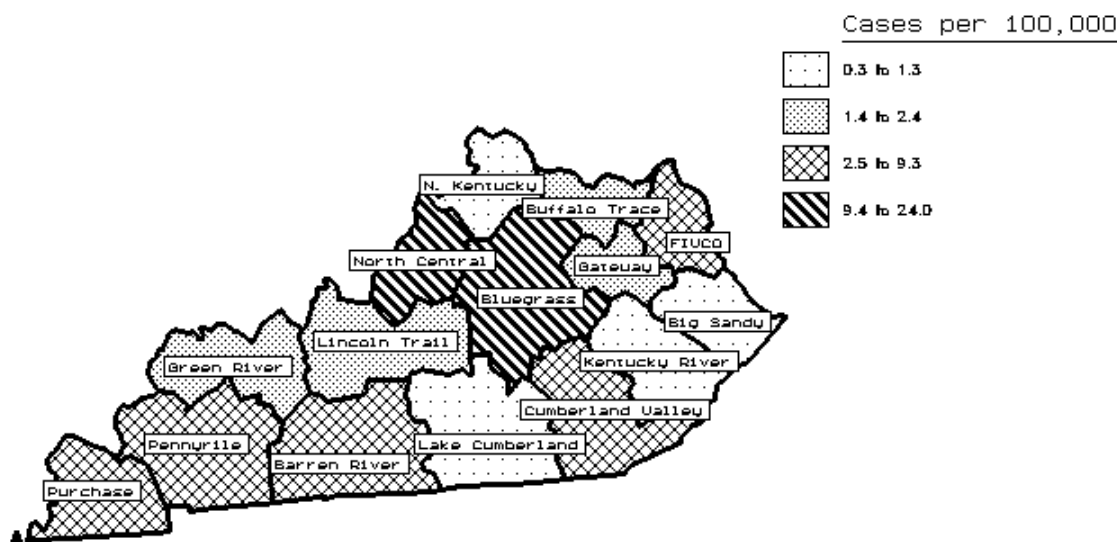 Cases per 100,000
0.3 to 1.3
1.4 to 2.4
2.5 to 9.3
9.4 to 24.0
N. Kentucky
Buffalo Trace
FIVCO
North Central
Gateway
Bluegrass
Big Sandy
Lincoln Trail
Kentucky River
Green River
Cumberland Valley
Pennyrile
Lake Cumberland
Barren River
Purchase